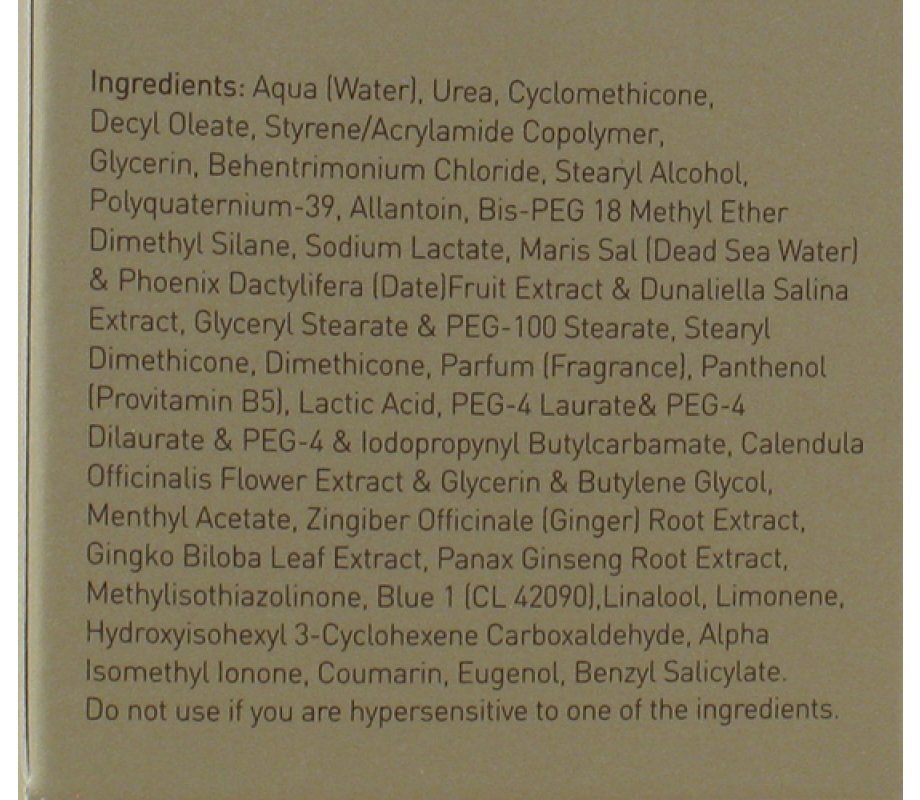 Ingredients: Aqua (Water), Urea, Cyclomethicone,
Decyl Oleate, Styrene/Acrylamide Copolymer,
Glycerin, Behentrimonium Chloride, Stearyl Alcohol,
Polyquaternium-39, Allantoin, Bis-PEG 18 Methyl Ether
Dimethyl Silane, Sodium Lactate, Maris Sal (Dead Sea Water)
& Phoenix Dactylifera (Date)Fruit Extract & Dunaliella Salina
Extract, Glyceryl Stearate & PEG-100 Stearate, Stearyl
Dimethicone, Dimethicone, Parfum (Fragrance), Panthenol
(Provitamin B5), Lactic Acid, PEG-4 Laurate& PEG-4
Dilaurate & PEG-4 & Iodopropynyl Butylcarbamate, Calendula
Officinalis Flower Extract & Glycerin & Butylene Glycol,
Menthyl Acetate, Zingiber Officinale (Ginger) Root Extract,
Gingko Biloba Leaf Extract, Panax Ginseng Root Extract,
Methylisothiazolinone, Blue 1 (CL 42090),Linalool, Limonene,
Hydroxyisohexyl 3-Cyclohexene Carboxaldehyde, Alpha
Isomethyl Ionone, Coumarin, Eugenol, Benzyl Salicylate.
Do not use if you are hypersensitive to one of the ingredients.